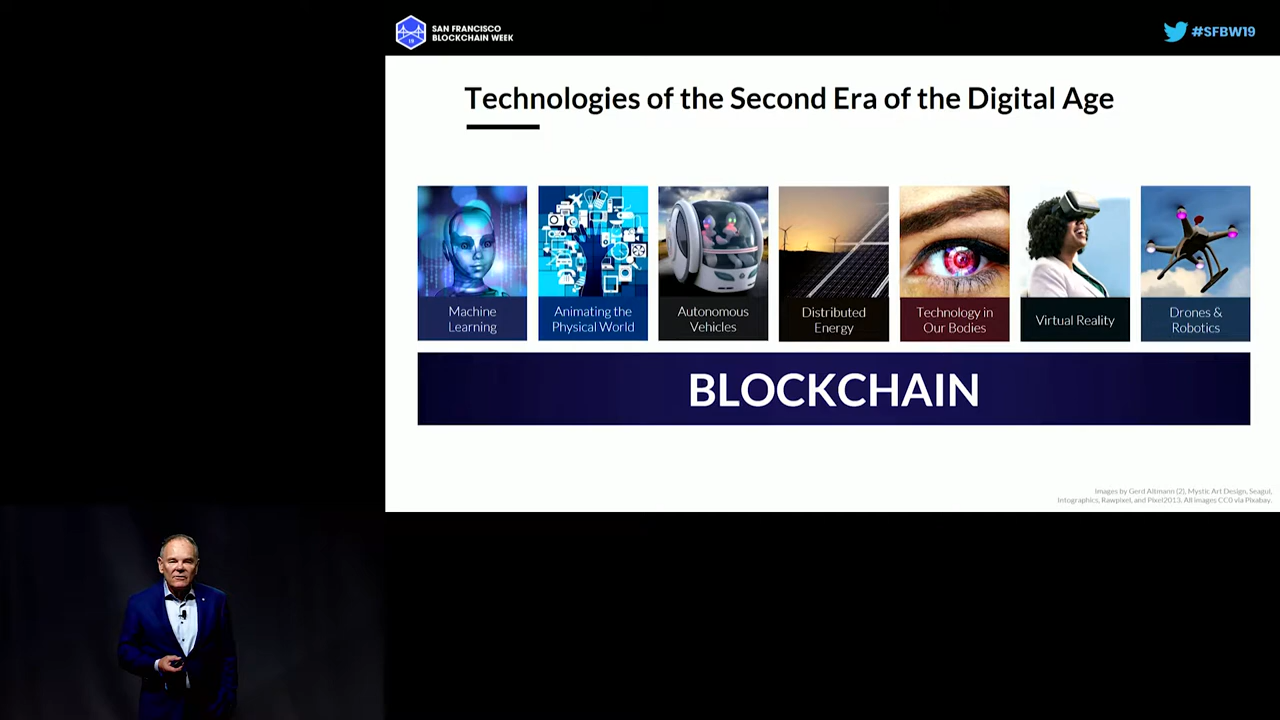 SAN FRANCISCO
BLOCKCHAIN WEEK
19
#SFBW19
Technologies of the Second Era of the Digital Age
Machine
Learning
Animating the
Physical World
Autonomous
Vehicles
Distributed
Energy
Technology in
Our Bodies
Virtual Reality
Drones &
Robotics
BLOCKCHAIN
Images by Gerd Altmann (2), Mystic Art Design, Seagul,
Infographics, Rawpixel, and Pixel2013. All images CC0 via Pixabay.